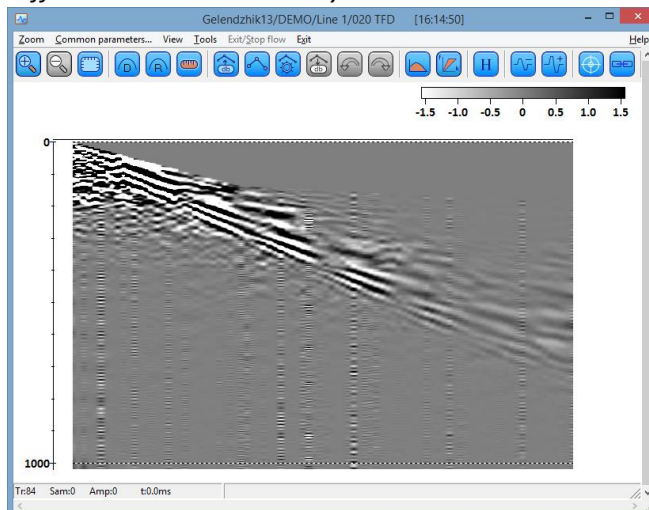 Gelendzhik13/DEMO/Line 1/020 TFD [16:14:50]
Zoom Common parameters... View Tools Exit/Stop flow Exit Help
D R db db H
-1.5 -1.0 -0.5 0 0.5 1.0 1.5
0
1000
Tr:84 Sam:0 Amp:0 t:0.0ms